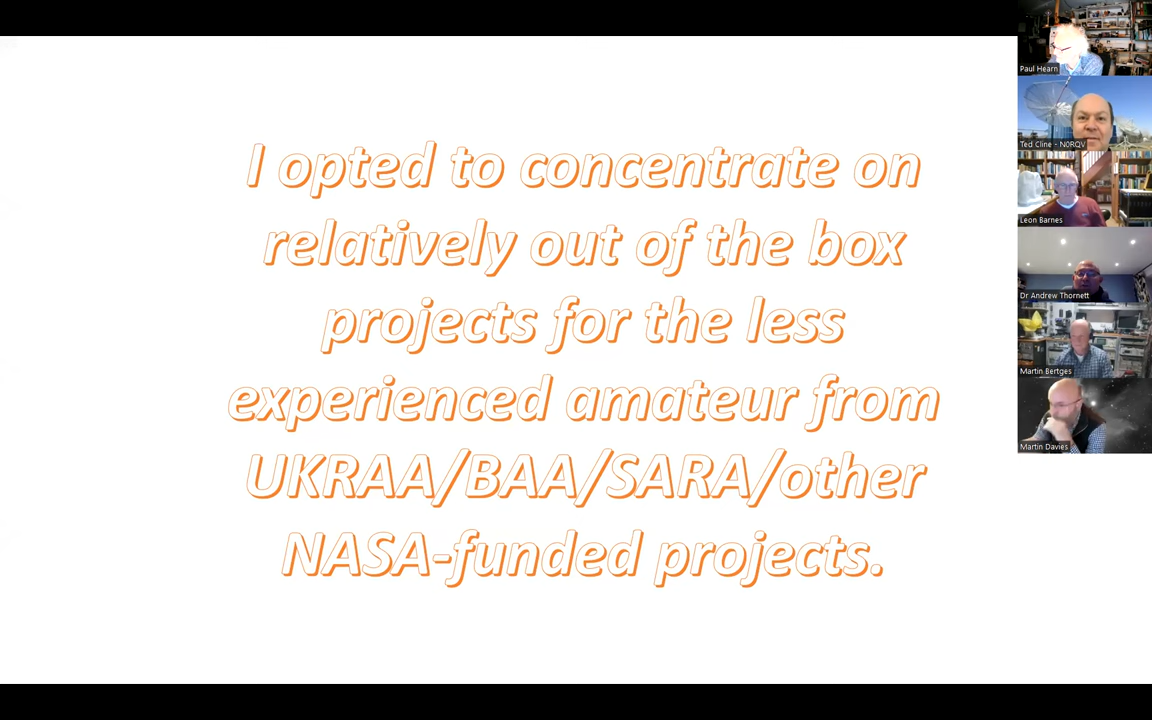 I opted to concentrate on
relatively out of the box
projects for the less
experienced amateur from
UKRAA/BAA/SARA/other
NASA-funded projects.
Paul Hearn
Ted Cline - N0RQV
Leon Barnes
Dr Andrew Thornett
Martin Bertges
Martin Davies